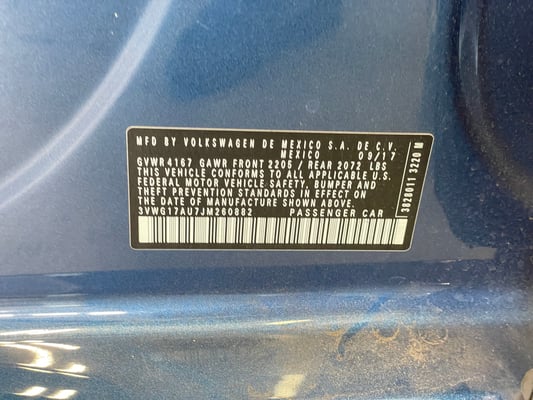 MFD BY VOLKSWAGEN DE MEXICO S.A. DE C.V.
MEXICO 09/17
GVWR 4167 GAWR FRONT 2205 / REAR 2072 LBS
THIS VEHICLE CONFORMS TO ALL APPLICABLE U.S.
FEDERAL MOTOR VEHICLE SAFETY, BUMPER AND
THEFT PREVENTION STANDARDS IN EFFECT ON
THE DATE OF MANUFACTURE SHOWN ABOVE.
3VWG17AU7JM260882 PASSENGER CAR
3020011 3220 M